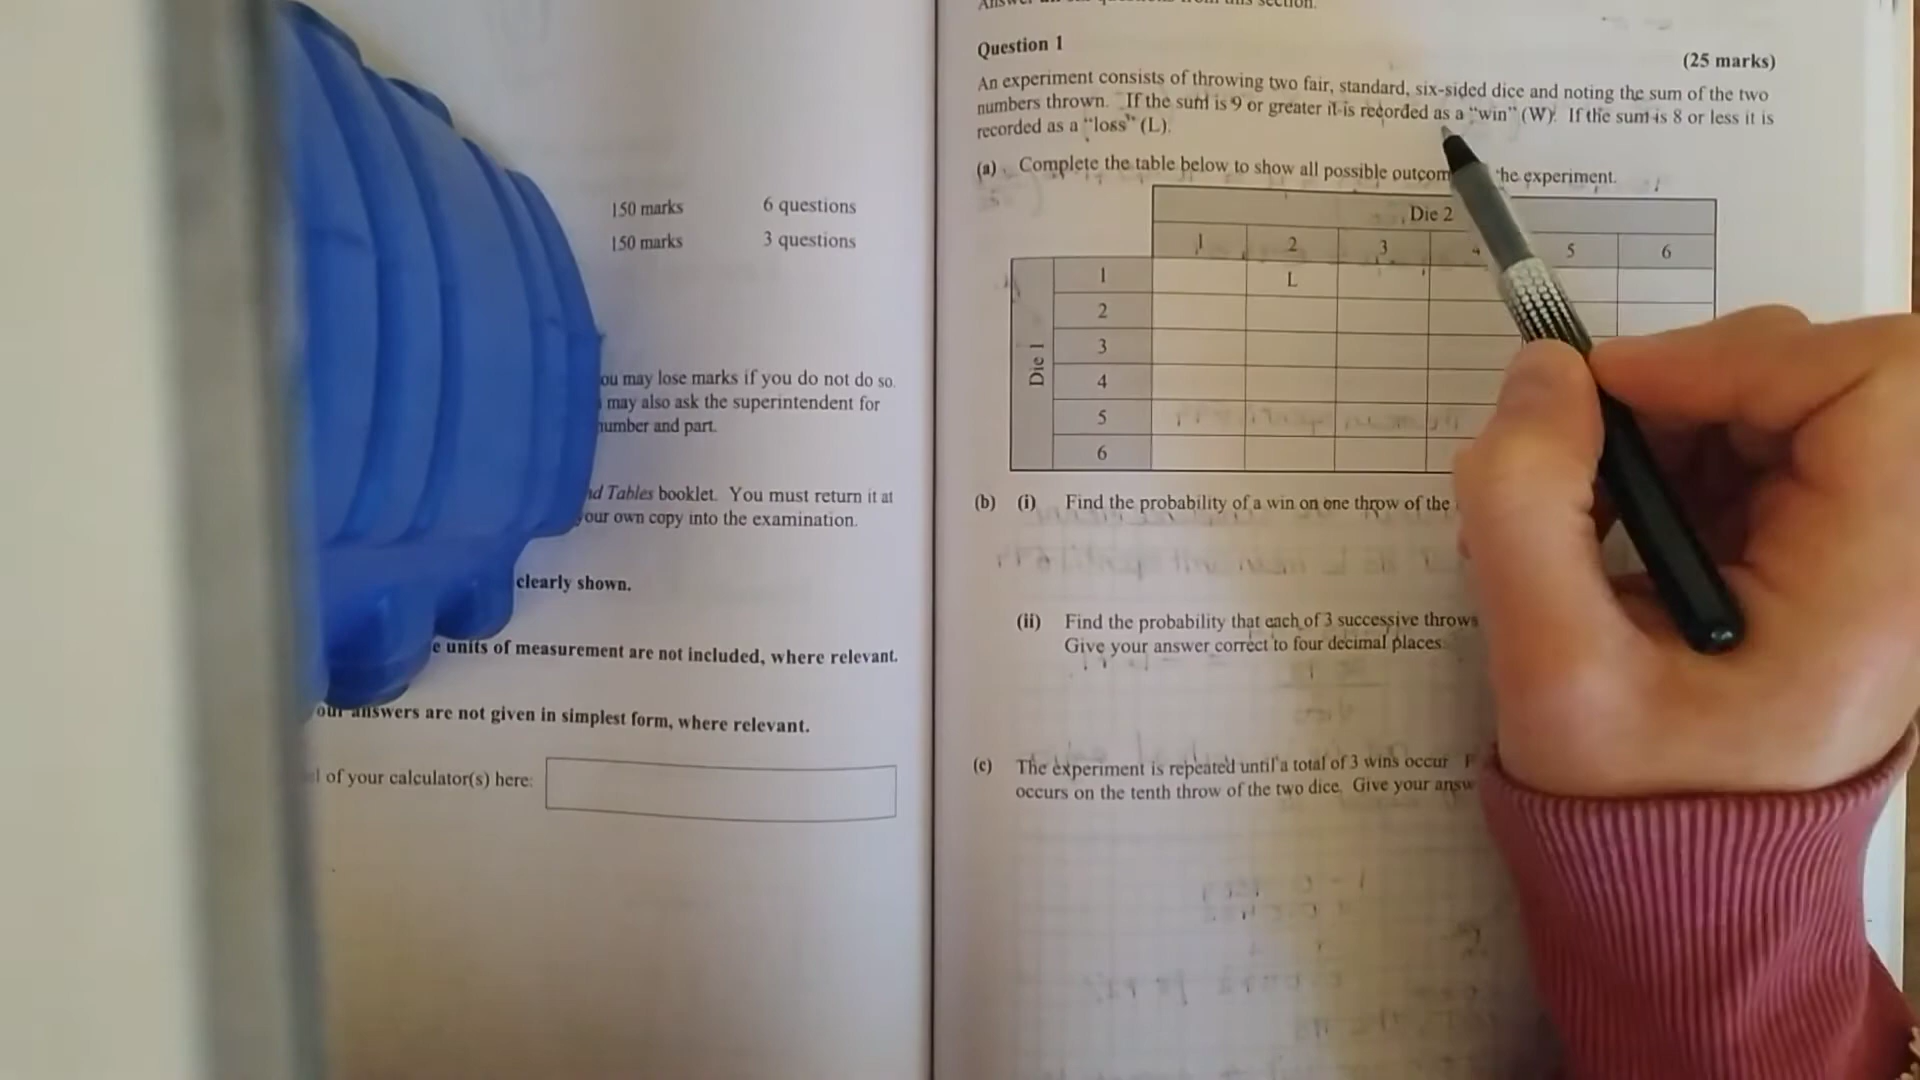 150 marks 6 questions
150 marks 3 questions
ou may lose marks if you do not do so.
may also ask the superintendent for
number and part.
nd Tables booklet. You must return it at
your own copy into the examination.
clearly shown.
e units of measurement are not included, where relevant.
our answers are not given in simplest form, where relevant.
l of your calculator(s) here:
Question 1
(25 marks)
An experiment consists of throwing two fair, standard, six-sided dice and noting the sum of the two
numbers thrown. If the sum is 9 or greater it is recorded as a "win" (W). If the sum is 8 or less it is
recorded as a "loss" (L).
(a) Complete the table below to show all possible outcom he experiment.
Die 2
1 2 3 4 5 6
Die 1
1 L
2
3
4
5
6
(b) (i) Find the probability of a win on one throw of the
(ii) Find the probability that each of 3 successive throws
Give your answer correct to four decimal places.
(c) The experiment is repeated until a total of 3 wins occur F
occurs on the tenth throw of the two dice. Give your answ